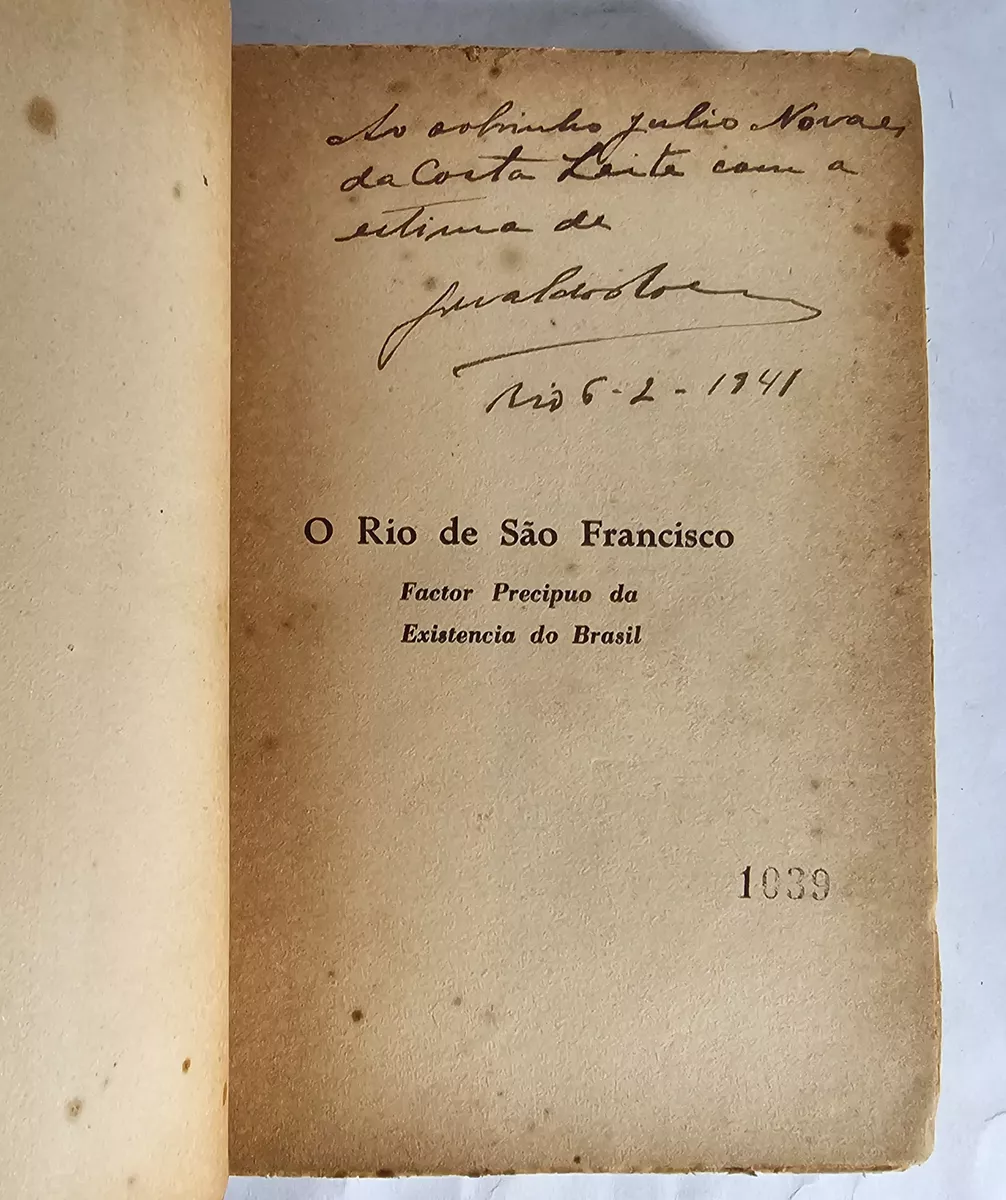 Ao sobrinho Julio Novaes
da Costa Leite com a
estima de
Rio 6-2-1941
O Rio de São Francisco
Factor Precipuo da
Existencia do Brasil
1039